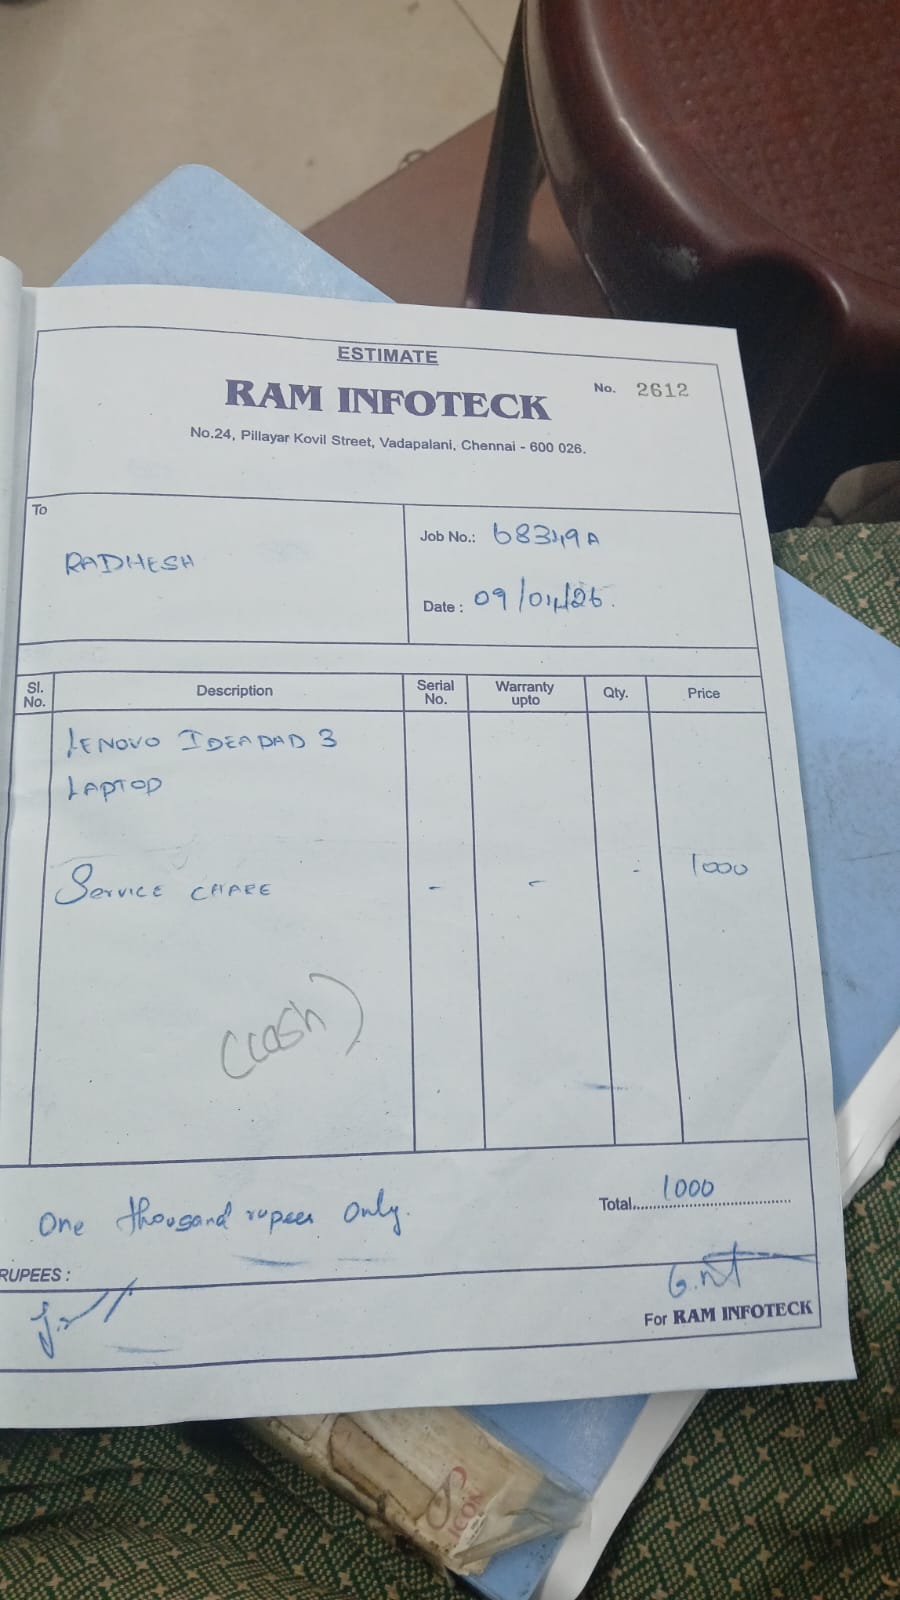 ESTIMATE
RAM INFOTECK
No. 2612
No.24, Pillayar Kovil Street, Vadapalani, Chennai - 600 026.
To
RADHESH
Job No.: 68349A
Date : 09/04/26.
Sl. No. Description Serial No. Warranty upto Qty. Price
LENOVO IDEAPAD 3
LAPTOP
SERVICE CHARE - - - 1000
(Cash)
One thousand rupees only.
Total 1000
RUPEES :
For RAM INFOTECK
ICON